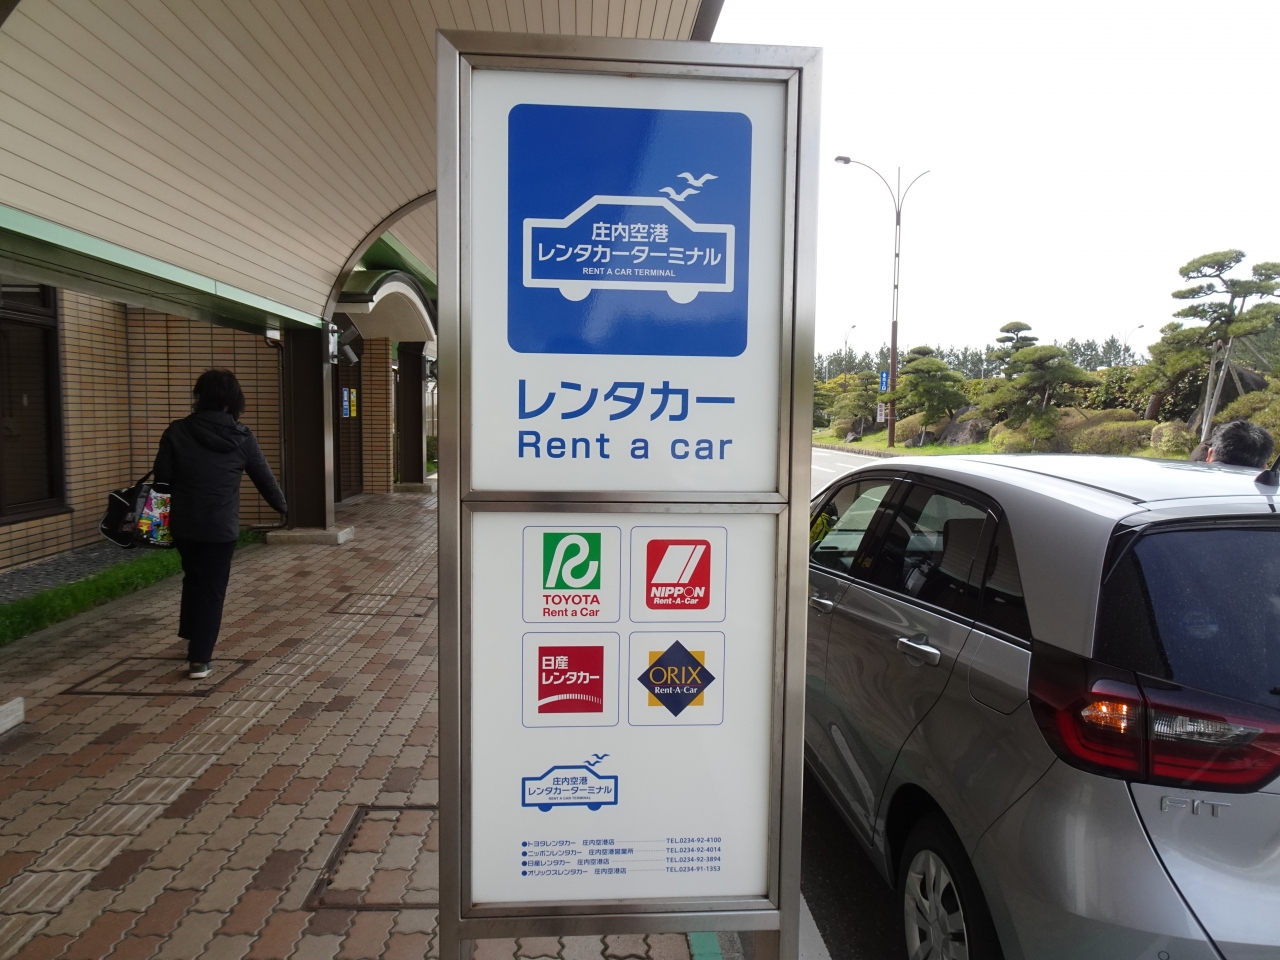 庄内空港
レンタカーターミナル
RENT A CAR TERMINAL
レンタカー
Rent a car
TOYOTA
Rent a Car
NIPPON
Rent-A-Car
日産
レンタカー
ORIX
Rent-A-Car
庄内空港
レンタカーターミナル
RENT A CAR TERMINAL
●トヨタレンタカー 庄内空港店 TEL.0234-92-4100
●ニッポンレンタカー 庄内空港営業所 TEL.0234-92-4014
●日産レンタカー 庄内空港店 TEL.0234-92-3894
●オリックスレンタカー 庄内空港店 TEL.0234-91-1353
FIT